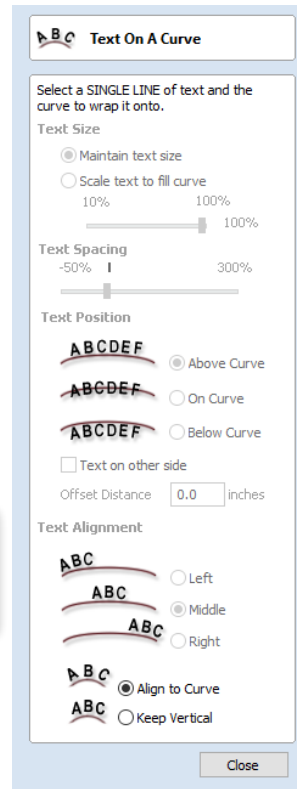 ABC Text On A Curve
Select a SINGLE LINE of text and the
curve to wrap it onto.
Text Size
Maintain text size
Scale text to fill curve
10% 100%
100%
Text Spacing
-50% 300%
Text Position
ABCDEF Above Curve
ABCDEF On Curve
ABCDEF Below Curve
Text on other side
Offset Distance 0.0 inches
Text Alignment
ABC Left
ABC Middle
ABC Right
ABC Align to Curve
ABC Keep Vertical
Close